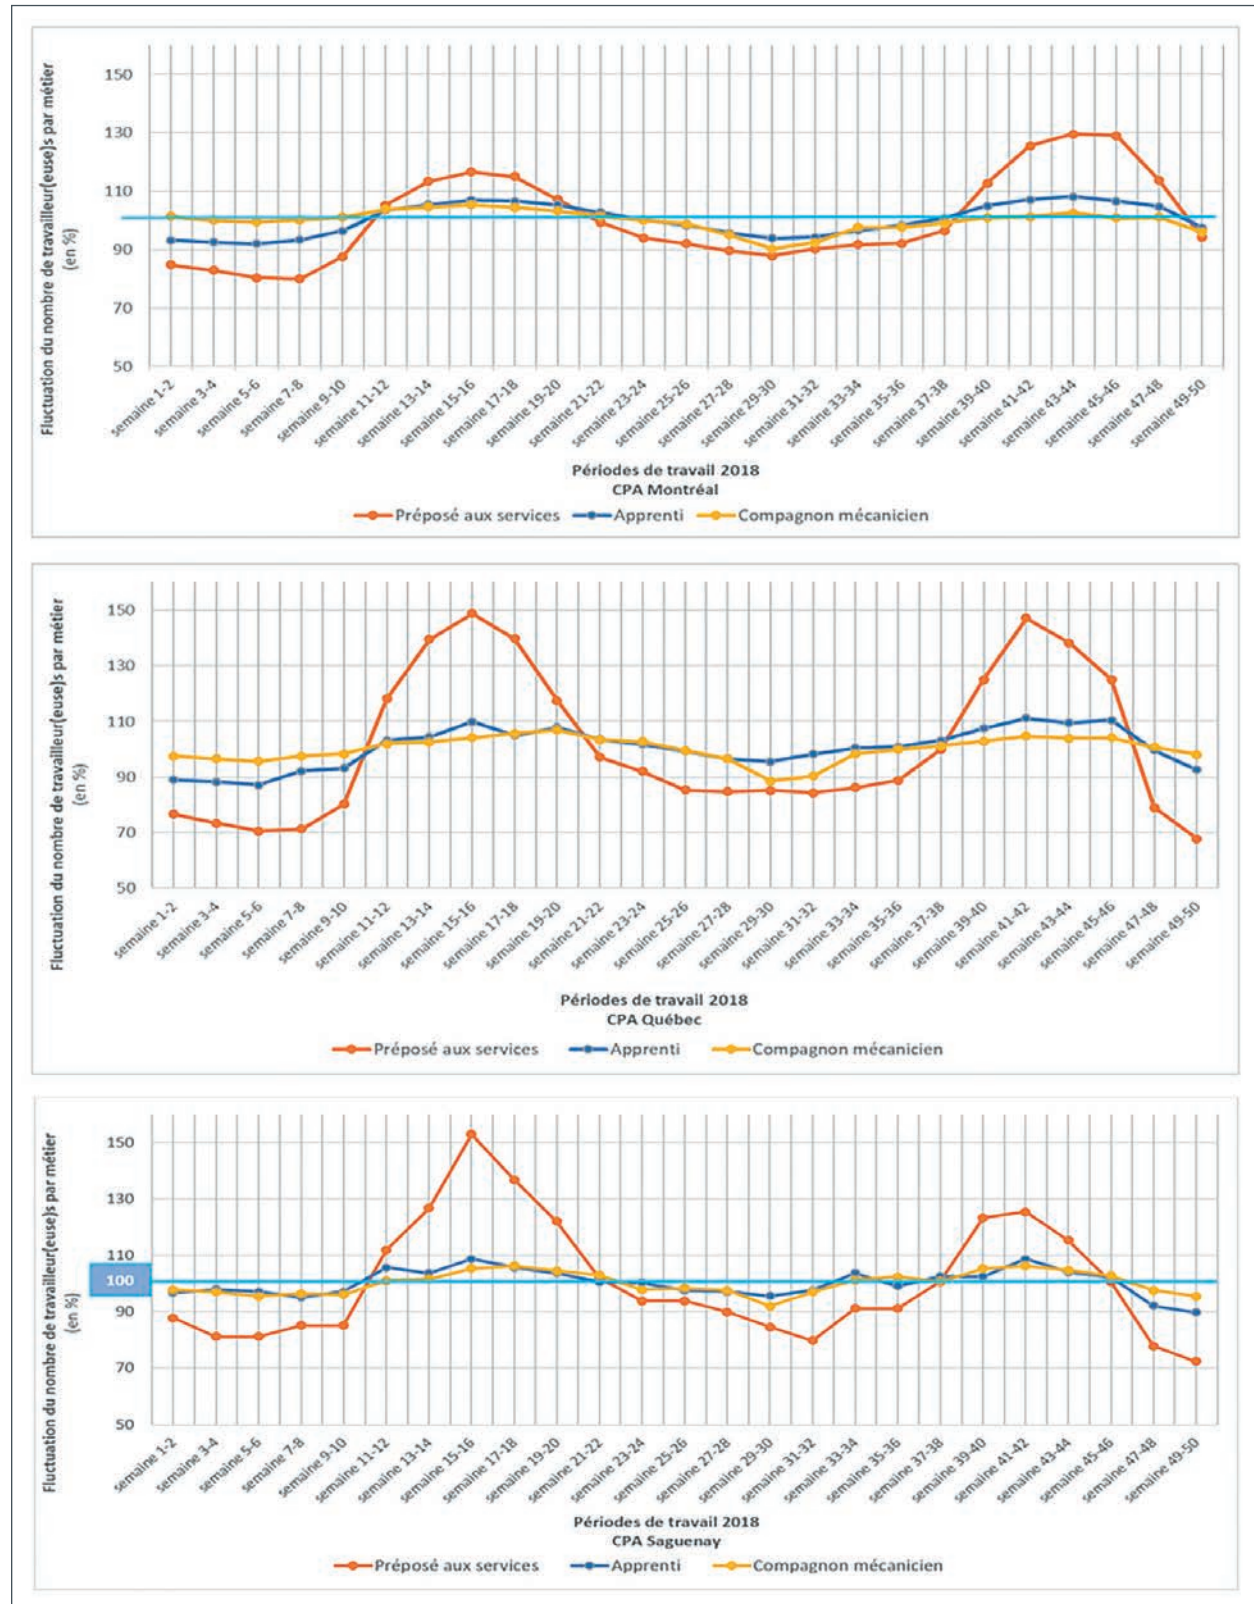 Fluctuation du nombre de travailleur(euse)s par métier
(en %)
150
130
110
90
70
50
semaine 1-2
semaine 3-4
semaine 5-6
semaine 7-8
semaine 9-10
semaine 11-12
semaine 13-14
semaine 15-16
semaine 17-18
semaine 19-20
semaine 21-22
semaine 23-24
semaine 25-26
semaine 27-28
semaine 29-30
semaine 31-32
semaine 33-34
semaine 35-36
semaine 37-38
semaine 39-40
semaine 41-42
semaine 43-44
semaine 45-46
semaine 47-48
semaine 49-50
Périodes de travail 2018
CPA Montréal
Préposé aux services Apprenti Compagnon mécanicien
Fluctuation du nombre de travailleur(euse)s par métier
(en %)
150
130
110
90
70
50
semaine 1-2
semaine 3-4
semaine 5-6
semaine 7-8
semaine 9-10
semaine 11-12
semaine 13-14
semaine 15-16
semaine 17-18
semaine 19-20
semaine 21-22
semaine 23-24
semaine 25-26
semaine 27-28
semaine 29-30
semaine 31-32
semaine 33-34
semaine 35-36
semaine 37-38
semaine 39-40
semaine 41-42
semaine 43-44
semaine 45-46
semaine 47-48
semaine 49-50
Périodes de travail 2018
CPA Québec
Préposé aux services Apprenti Compagnon mécanicien
Fluctuation du nombre de travailleur(euse)s par métier
(en %)
150
130
110
100
90
70
50
semaine 1-2
semaine 3-4
semaine 5-6
semaine 7-8
semaine 9-10
semaine 11-12
semaine 13-14
semaine 15-16
semaine 17-18
semaine 19-20
semaine 21-22
semaine 23-24
semaine 25-26
semaine 27-28
semaine 29-30
semaine 31-32
semaine 33-34
semaine 35-36
semaine 37-38
semaine 39-40
semaine 41-42
semaine 43-44
semaine 45-46
semaine 47-48
semaine 49-50
Périodes de travail 2018
CPA Saguenay
Préposé aux services Apprenti Compagnon mécanicien